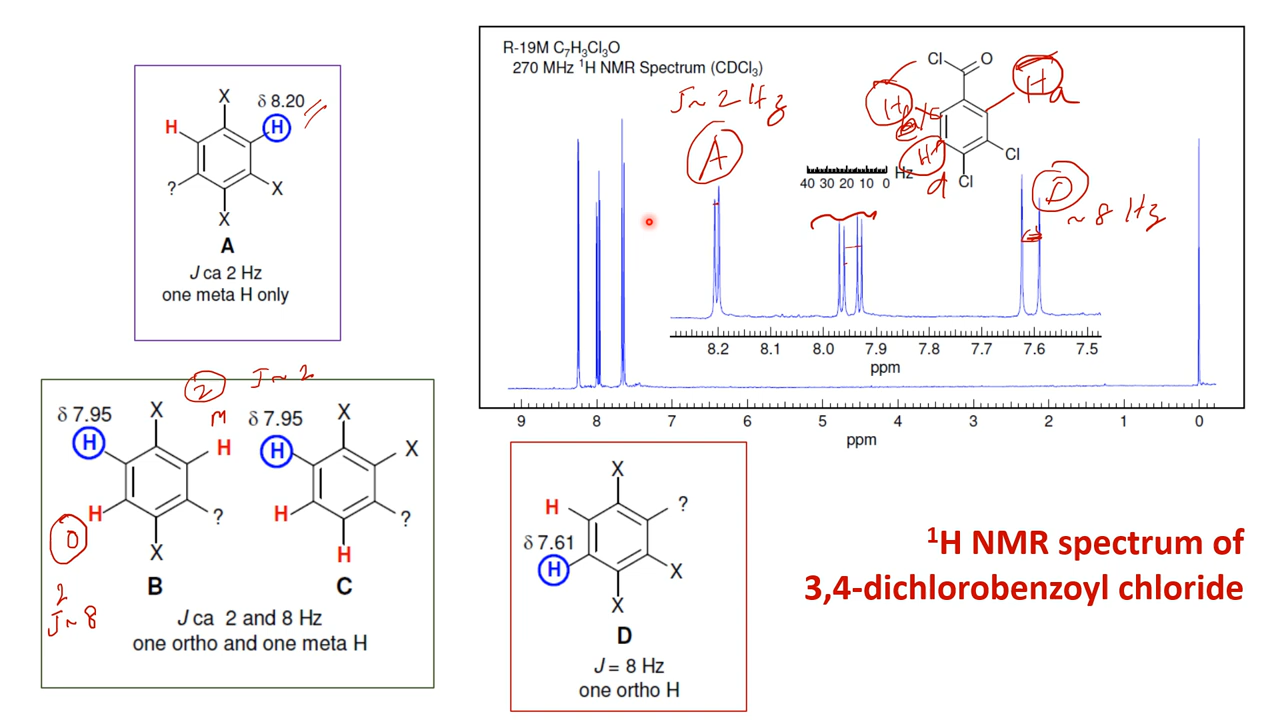 X
δ 8.20
H
H
?
X
X
A
J ca 2 Hz
one meta H only
R-19M C₇H₃Cl₃O
270 MHz ¹H NMR Spectrum (CDCl₃)
J~ 2 Hz
A
Cl
O
H
Ha
H
d
Cl
Cl
40 30 20 10 0 Hz
D
~ 8 Hz
8.2 8.1 8.0 7.9 7.8 7.7 7.6 7.5
ppm
9 8 7 6 5 4 3 2 1 0
ppm
2 J~ 2
δ 7.95
X
M
H
H
H
?
X
B
O
2
J~ 8
δ 7.95
X
H
X
H
?
H
C
J ca 2 and 8 Hz
one ortho and one meta H
X
H
?
δ 7.61
H
X
X
D
J = 8 Hz
one ortho H
¹H NMR spectrum of
3,4-dichlorobenzoyl chloride